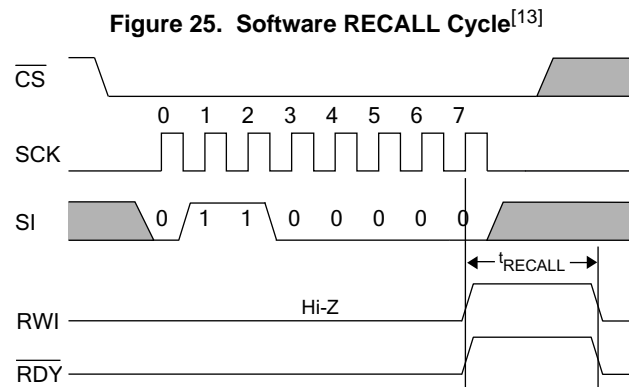 Figure 25. Software RECALL Cycle[13]
CS
0 1 2 3 4 5 6 7
SCK
SI 0 1 1 0 0 0 0 0
tRECALL
Hi-Z
RWI
RDY